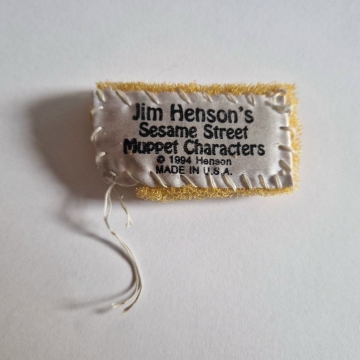 Jim Henson's
Sesame Street
Muppet Characters
© 1994 Henson
MADE IN U.S.A.